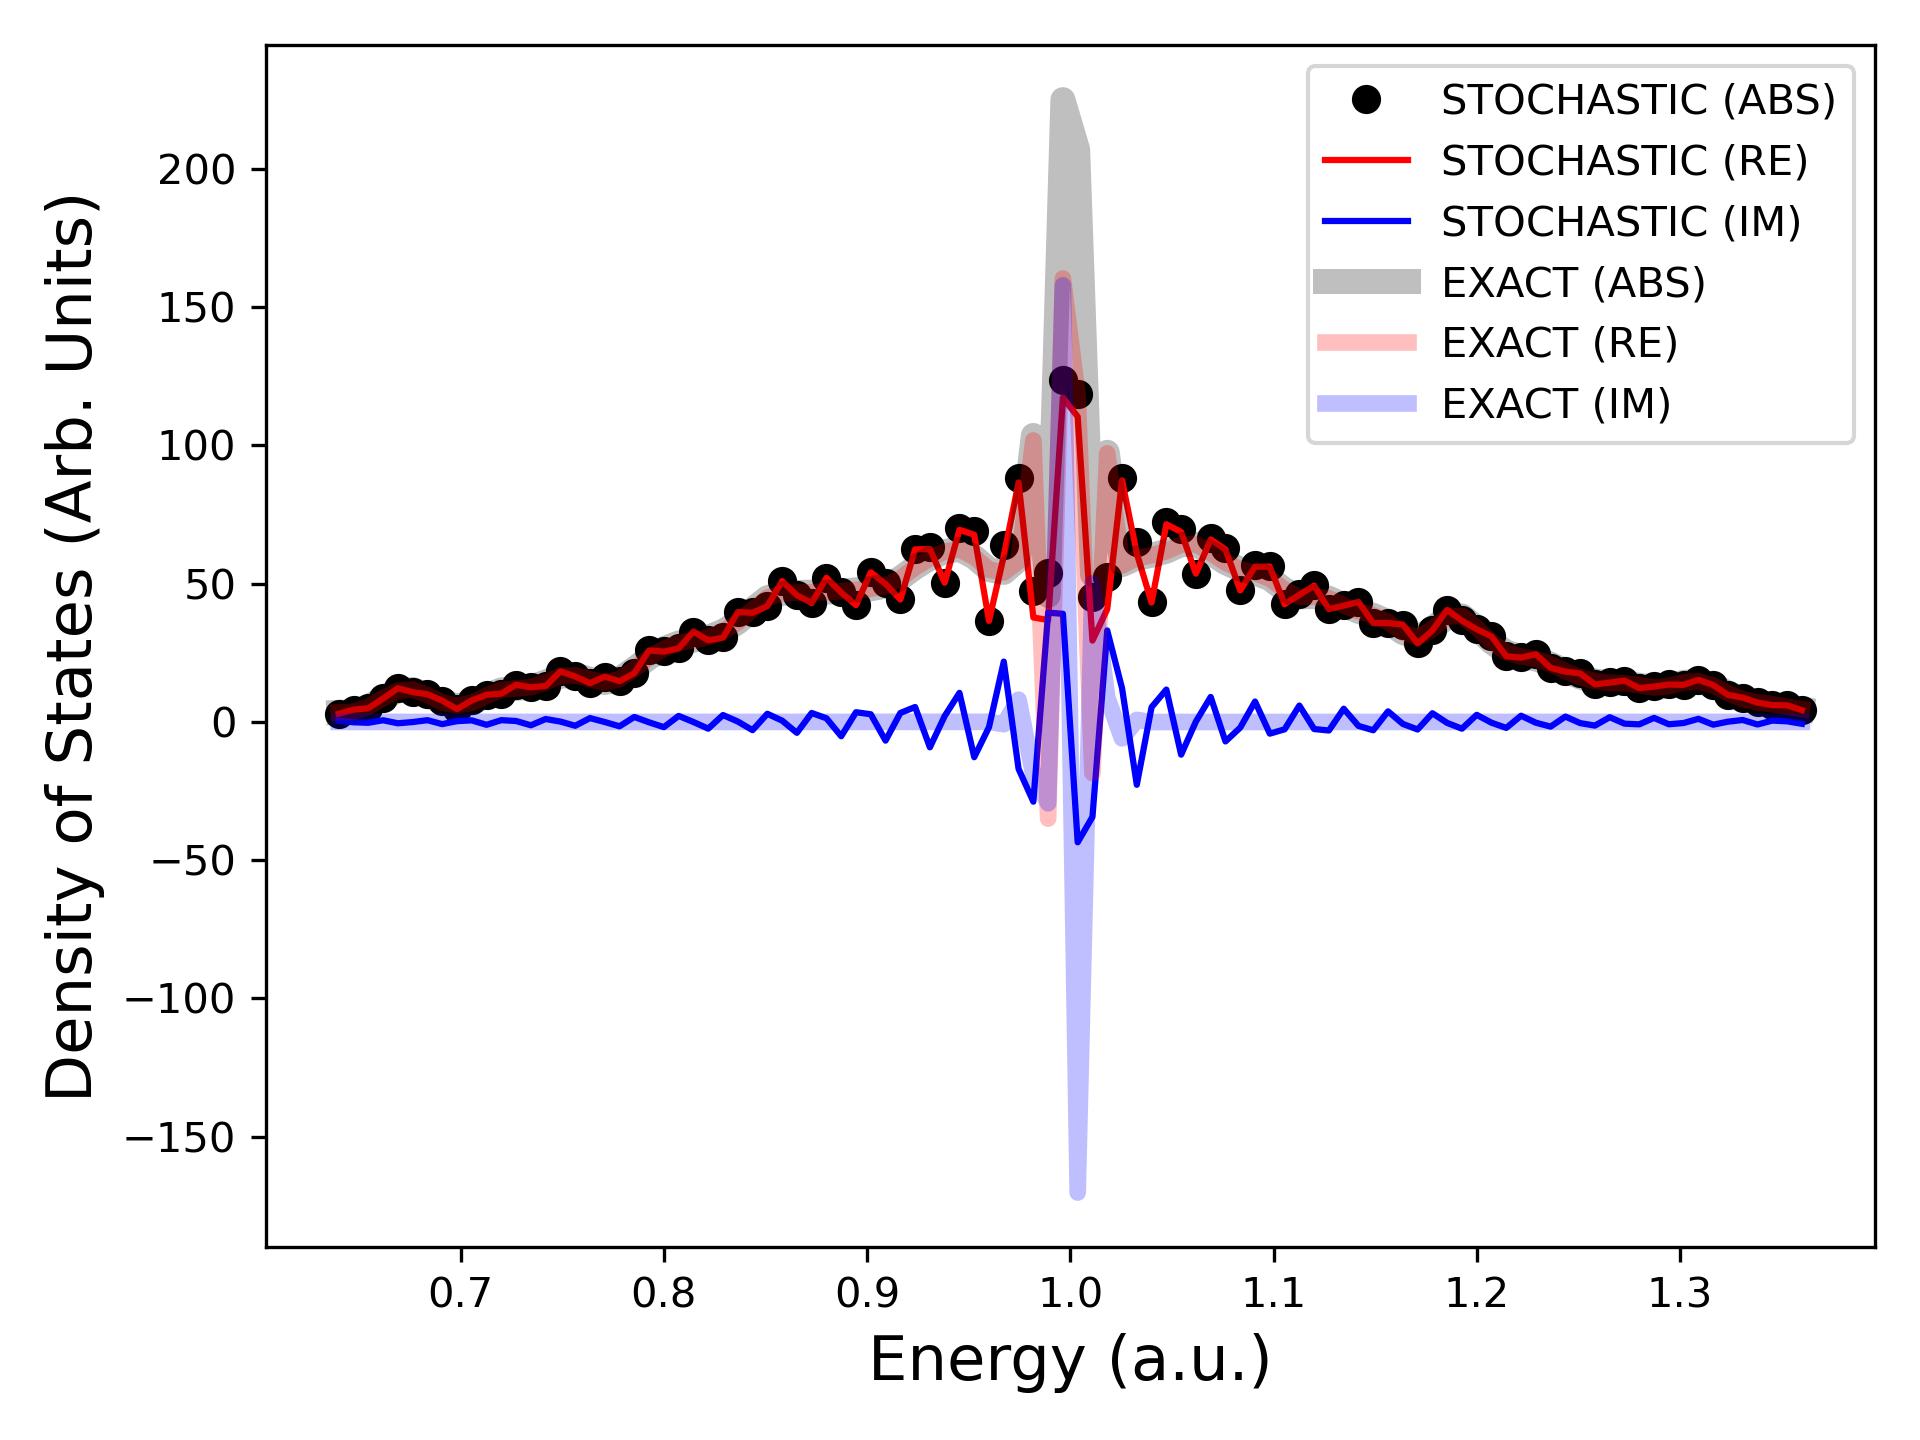 STOCHASTIC (ABS)
STOCHASTIC (RE)
STOCHASTIC (IM)
EXACT (ABS)
EXACT (RE)
EXACT (IM)
Density of States (Arb. Units)
200
150
100
50
0
−50
−100
−150
0.7 0.8 0.9 1.0 1.1 1.2 1.3
Energy (a.u.)